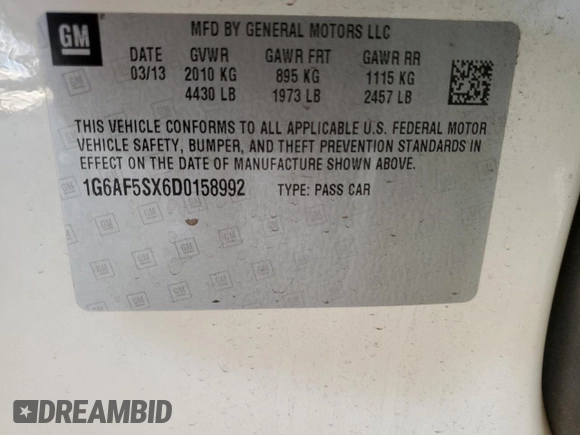 GM
MFD BY GENERAL MOTORS LLC
DATE GVWR GAWR FRT GAWR RR
03/13 2010 KG 895 KG 1115 KG
4430 LB 1973 LB 2457 LB
THIS VEHICLE CONFORMS TO ALL APPLICABLE U.S. FEDERAL MOTOR
VEHICLE SAFETY, BUMPER, AND THEFT PREVENTION STANDARDS IN
EFFECT ON THE DATE OF MANUFACTURE SHOWN ABOVE.
1G6AF5SX6D0158992 TYPE: PASS CAR
DREAMBID